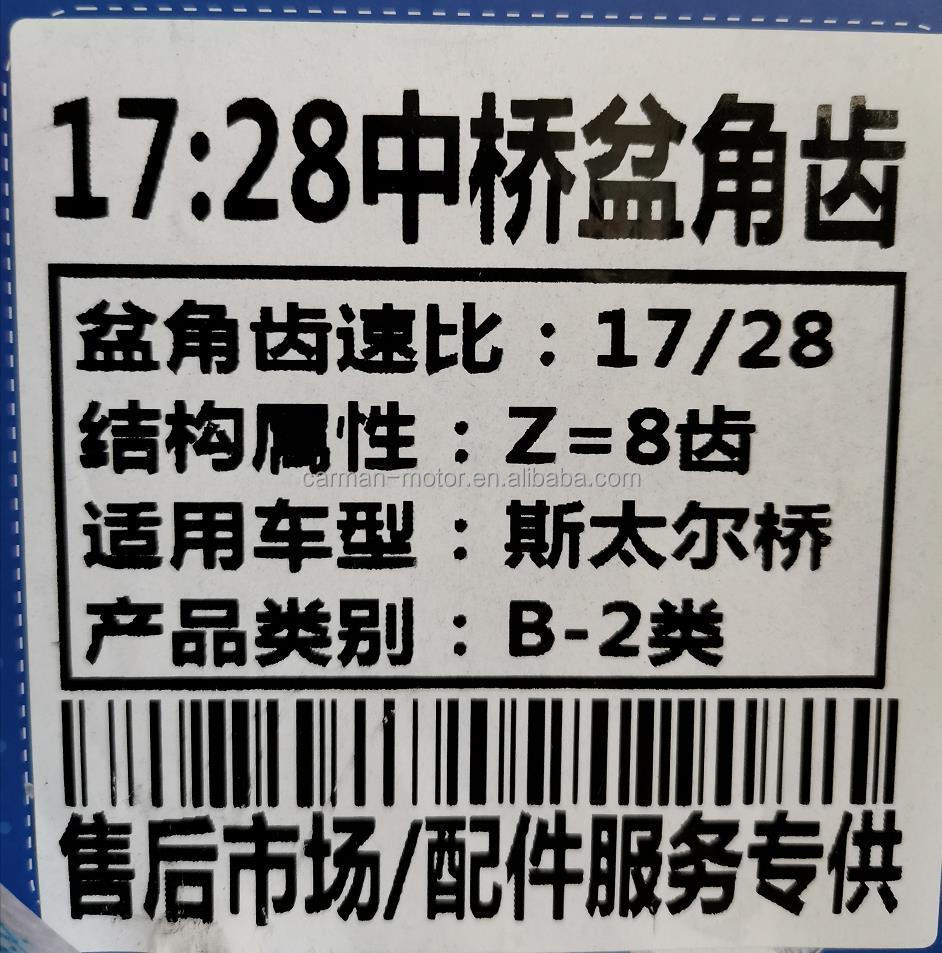 17:28中桥盆角齿
盆角齿速比：17/28
结构属性：Z=8齿
carman-motor.en.alibaba.com
适用车型：斯太尔桥
产品类别：B-2类
售后市场/配件服务专供